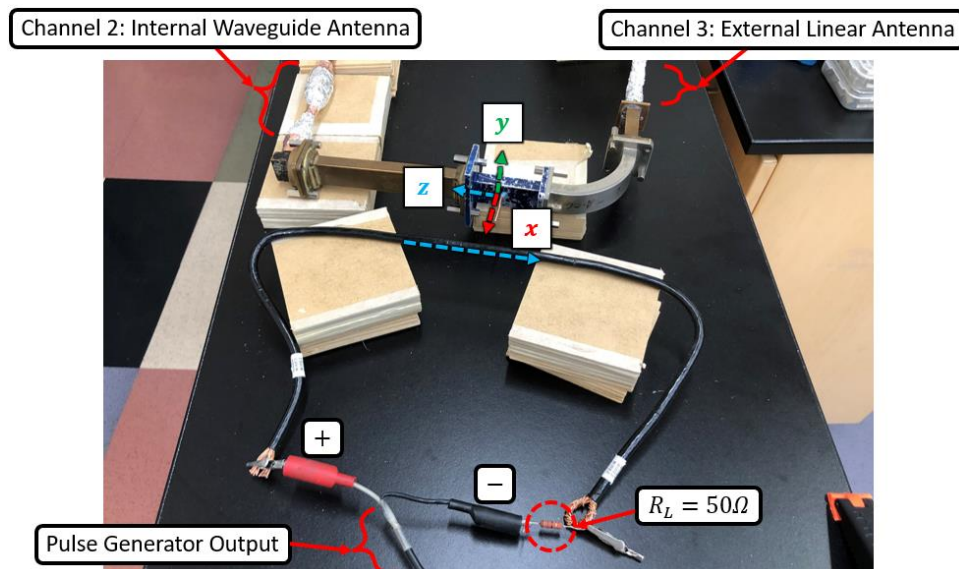 Channel 2: Internal Waveguide Antenna
Channel 3: External Linear Antenna
y
z
x
+
−
R_L = 50Ω
Pulse Generator Output